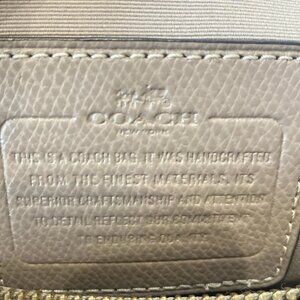 COACH
NEW YORK
THIS IS A COACH BAG. IT WAS HANDCRAFTED
FROM THE FINEST MATERIALS. ITS
SUPERIOR CRAFTSMANSHIP AND ATTENTION
TO DETAIL REFLECT OUR COMMITMENT
TO ENDURING